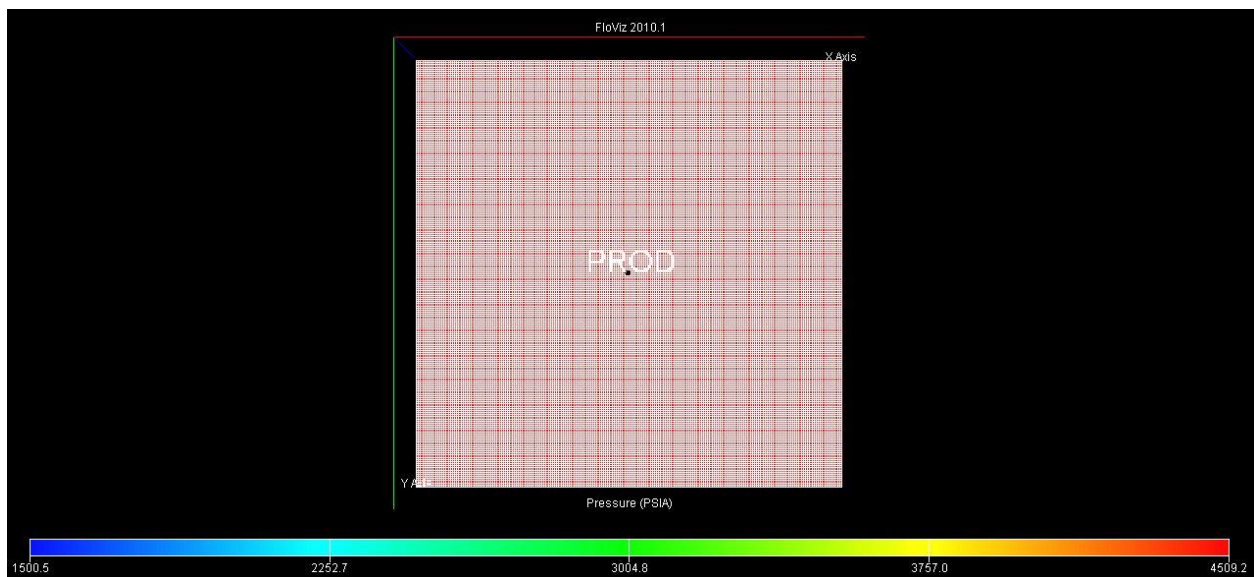 FloViz 2010.1
X Axis
PROD
Y Axis
Pressure (PSIA)
1500.5 2252.7 3004.8 3757.0 4509.2